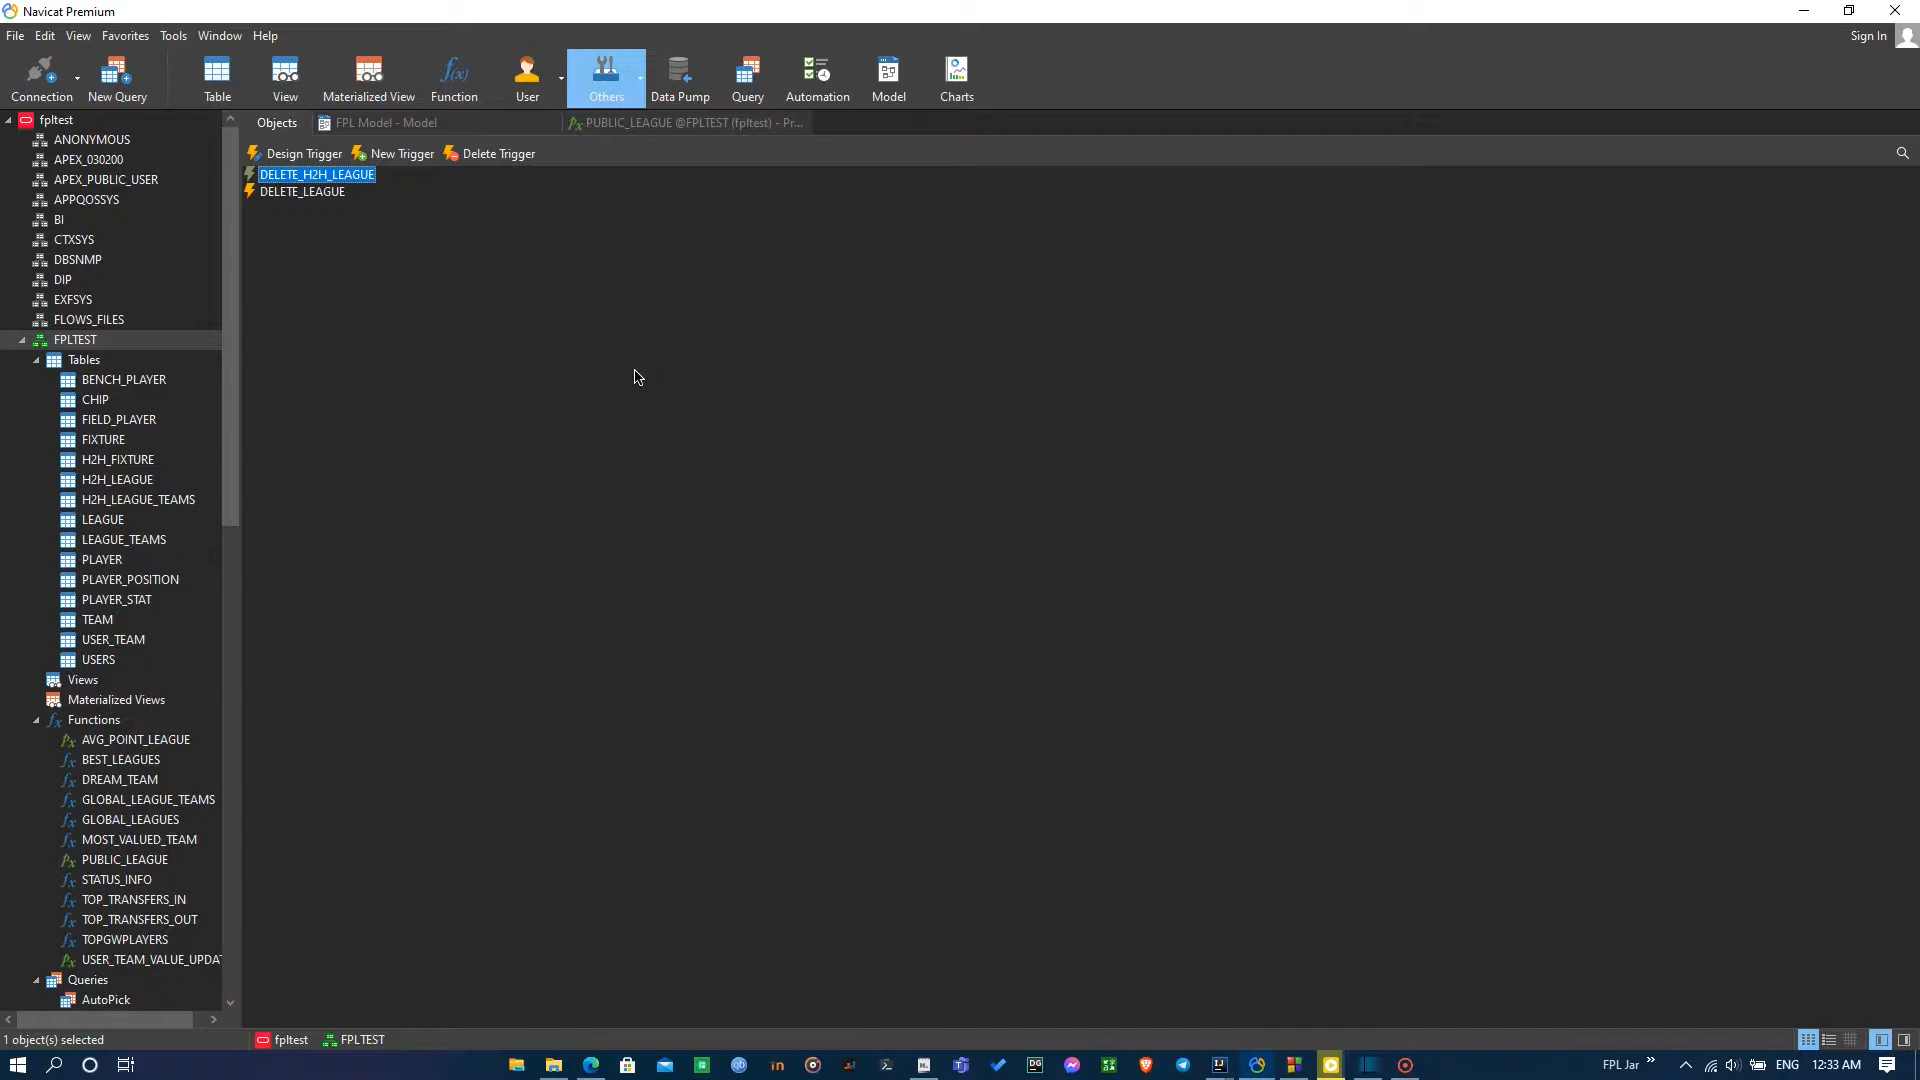 Navicat Premium
File Edit View Favorites Tools Window Help
Sign In
Connection
New Query
Table
View
Materialized View
Function
User
Others
Data Pump
Query
Automation
Model
Charts
fpltest
ANONYMOUS
APEX_030200
APEX_PUBLIC_USER
APPQOSSYS
BI
CTXSYS
DBSNMP
DIP
EXFSYS
FLOWS_FILES
FPLTEST
Tables
BENCH_PLAYER
CHIP
FIELD_PLAYER
FIXTURE
H2H_FIXTURE
H2H_LEAGUE
H2H_LEAGUE_TEAMS
LEAGUE
LEAGUE_TEAMS
PLAYER
PLAYER_POSITION
PLAYER_STAT
TEAM
USER_TEAM
USERS
Views
Materialized Views
Functions
AVG_POINT_LEAGUE
BEST_LEAGUES
DREAM_TEAM
GLOBAL_LEAGUE_TEAMS
GLOBAL_LEAGUES
MOST_VALUED_TEAM
PUBLIC_LEAGUE
STATUS_INFO
TOP_TRANSFERS_IN
TOP_TRANSFERS_OUT
TOPGWPLAYERS
USER_TEAM_VALUE_UPDA
Queries
AutoPick
Objects
FPL Model - Model
PUBLIC_LEAGUE @FPLTEST (fpltest) - Pr...
Design Trigger New Trigger Delete Trigger
DELETE_H2H_LEAGUE
DELETE_LEAGUE
1 object(s) selected
fpltest
FPLTEST
FPL Jar
ENG
12:33 AM